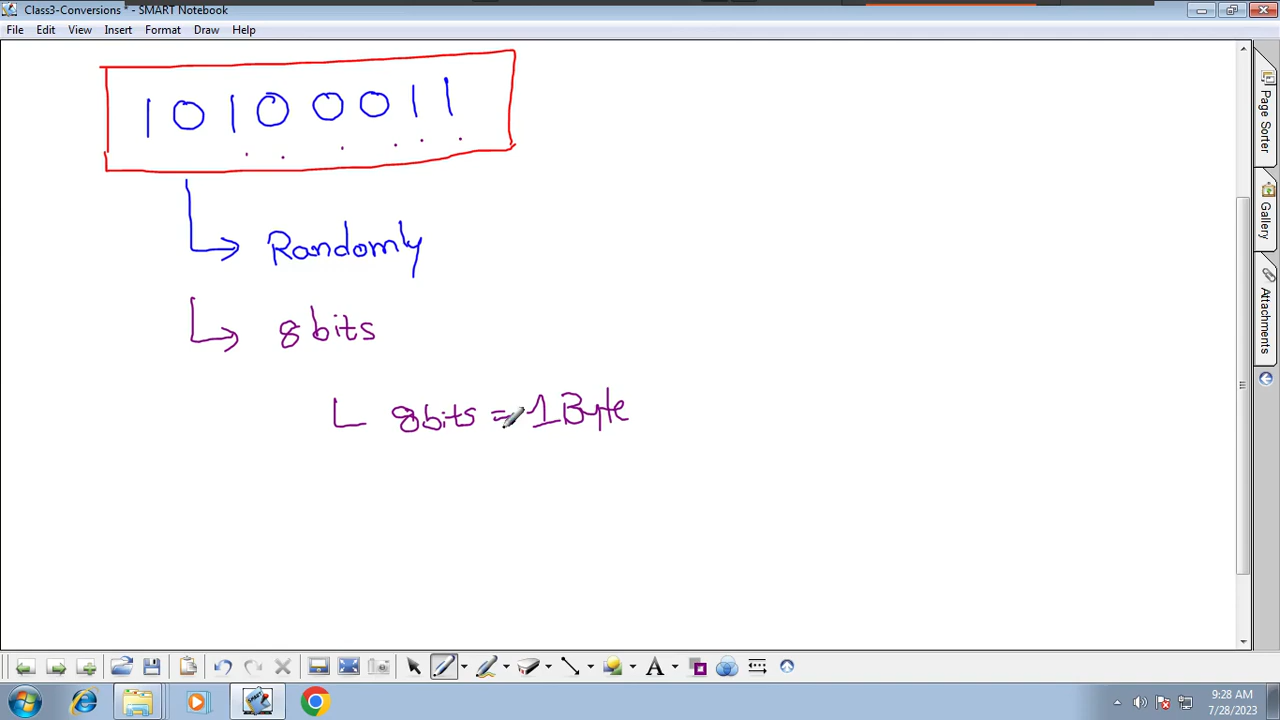 Class3-Conversions * - SMART Notebook
File Edit View Insert Format Draw Help
10100011
Randomly
8 bits
8bits = 1 Byte
Page Sorter
Gallery
Attachments
A
9:28 AM
7/28/2023